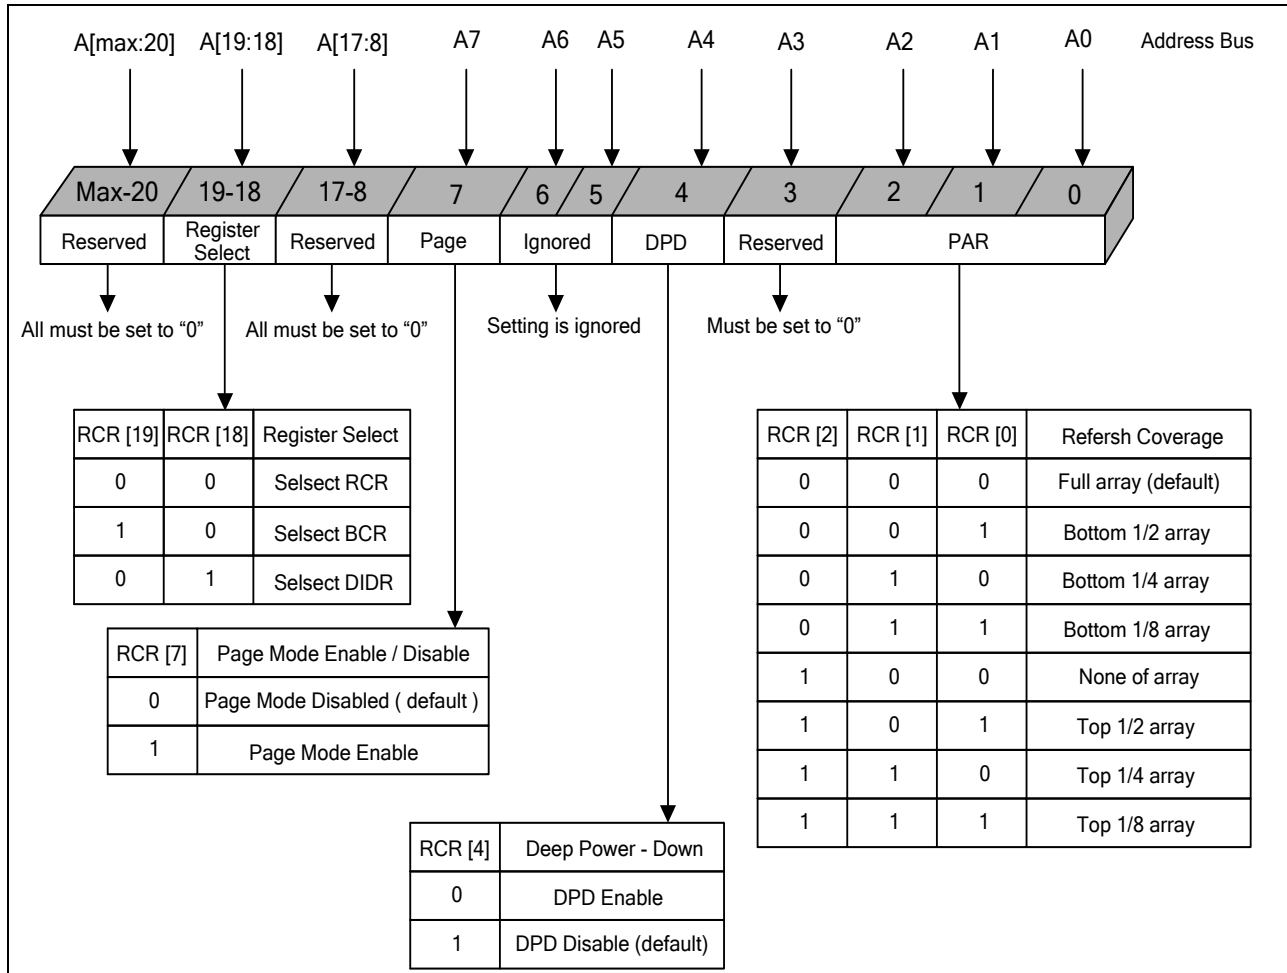 A[max:20] A[19:18] A[17:8] A7 A6 A5 A4 A3 A2 A1 A0 Address Bus
Max-20 19-18 17-8 7 6 5 4 3 2 1 0
Reserved Register Select Reserved Page Ignored DPD Reserved PAR
All must be set to “0” All must be set to “0” Setting is ignored Must be set to “0”
RCR [19] RCR [18] Register Select
0 0 Selsect RCR
1 0 Selsect BCR
0 1 Selsect DIDR
RCR [7] Page Mode Enable / Disable
0 Page Mode Disabled ( default )
1 Page Mode Enable
RCR [4] Deep Power - Down
0 DPD Enable
1 DPD Disable (default)
RCR [2] RCR [1] RCR [0] Refersh Coverage
0 0 0 Full array (default)
0 0 1 Bottom 1/2 array
0 1 0 Bottom 1/4 array
0 1 1 Bottom 1/8 array
1 0 0 None of array
1 0 1 Top 1/2 array
1 1 0 Top 1/4 array
1 1 1 Top 1/8 array